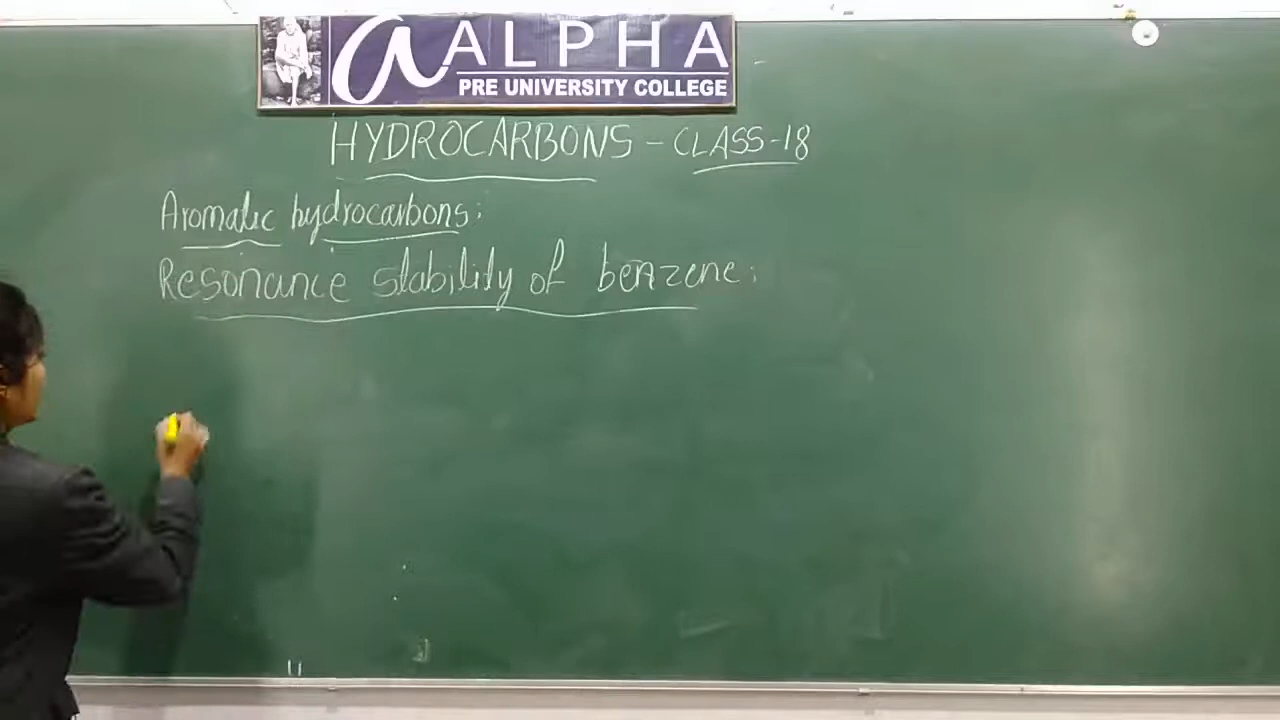 ALPHA
PRE UNIVERSITY COLLEGE
HYDROCARBONS - CLASS-18
Aromatic hydrocarbons:
Resonance stability of benzene: